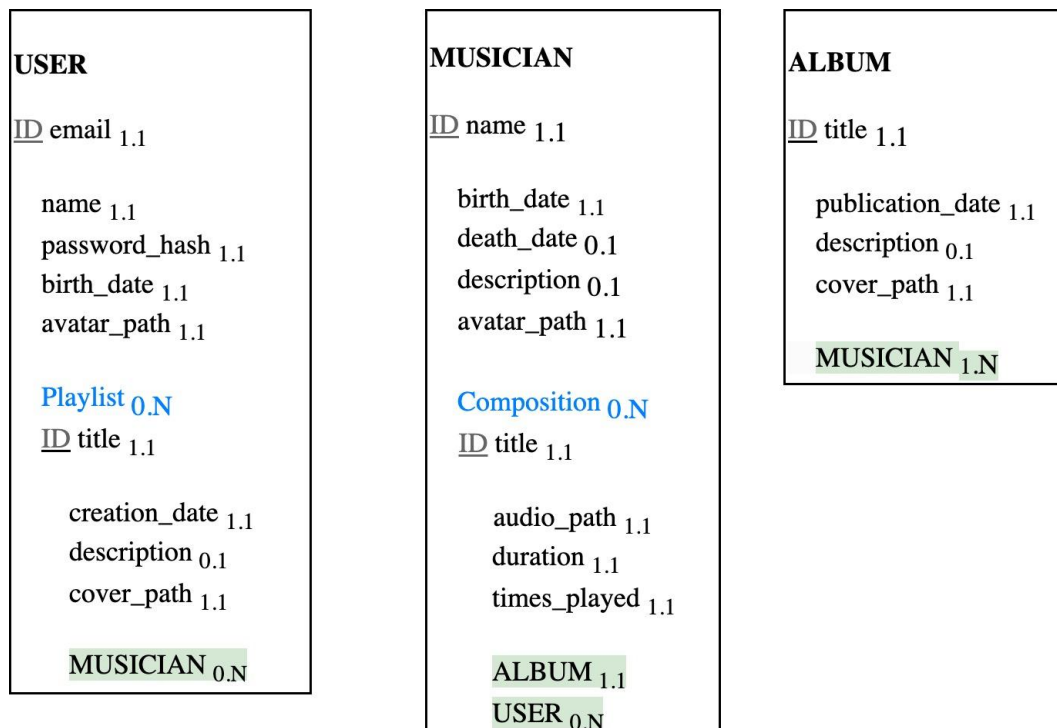 USER
ID email 1.1
name 1.1
password_hash 1.1
birth_date 1.1
avatar_path 1.1
Playlist 0.N
ID title 1.1
creation_date 1.1
description 0.1
cover_path 1.1
MUSICIAN 0.N
MUSICIAN
ID name 1.1
birth_date 1.1
death_date 0.1
description 0.1
avatar_path 1.1
Composition 0.N
ID title 1.1
audio_path 1.1
duration 1.1
times_played 1.1
ALBUM 1.1
USER 0.N
ALBUM
ID title 1.1
publication_date 1.1
description 0.1
cover_path 1.1
MUSICIAN 1.N